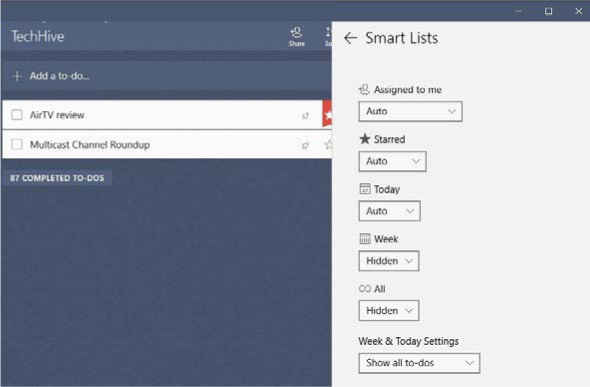 TechHive
Share
Add a to-do...
AirTV review
Multicast Channel Roundup
87 COMPLETED TO-DOS
Smart Lists
Assigned to me
Auto
Starred
Auto
Today
Auto
Week
Hidden
All
Hidden
Week & Today Settings
Show all to-dos